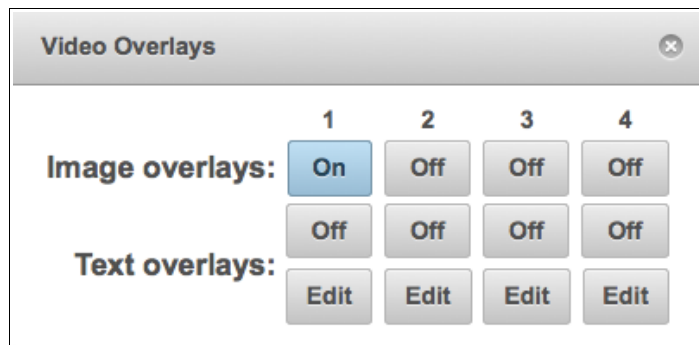 Video Overlays
1 2 3 4
Image overlays: On Off Off Off
Off Off Off Off
Text overlays:
Edit Edit Edit Edit